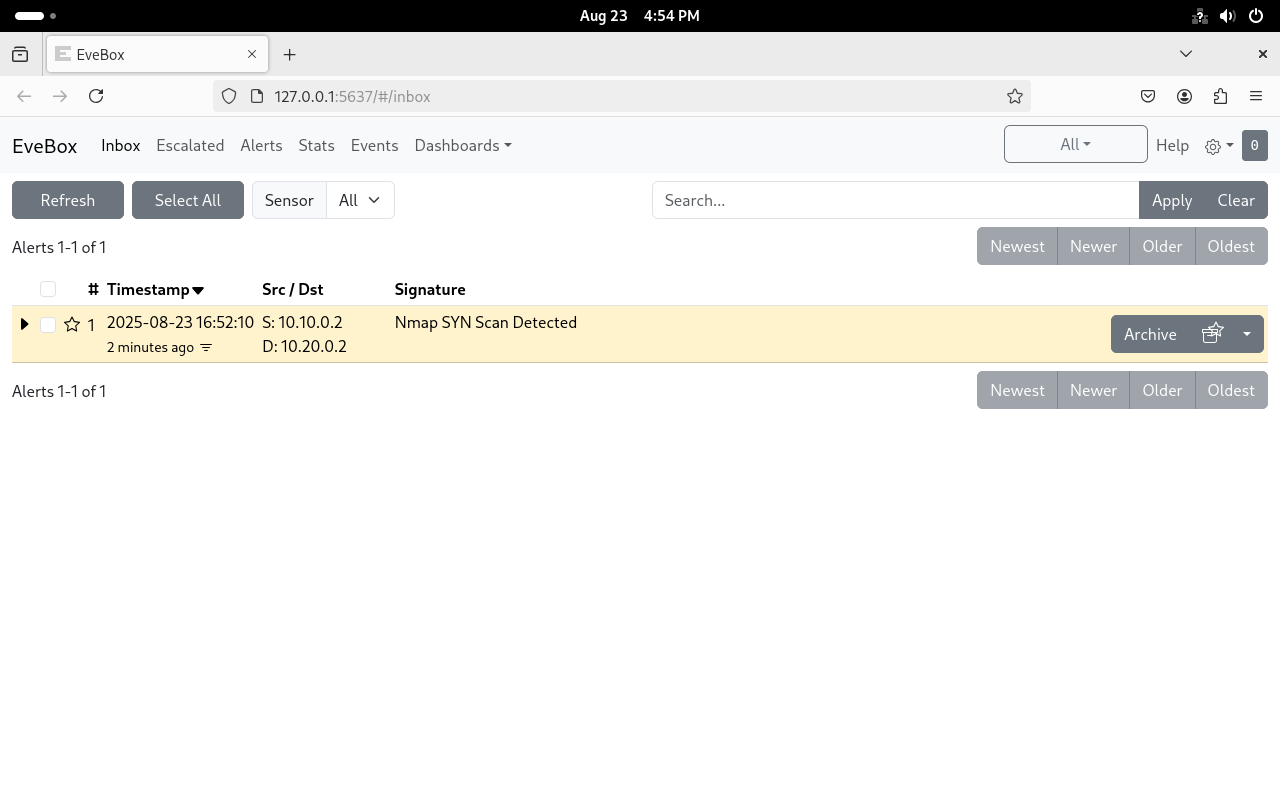 Aug 23 4:54 PM
EveBox
127.0.0.1:5637/#/inbox
EveBox Inbox Escalated Alerts Stats Events Dashboards All Help 0
Refresh Select All Sensor All Search... Apply Clear
Alerts 1-1 of 1 Newest Newer Older Oldest
# Timestamp Src / Dst Signature
1 2025-08-23 16:52:10 S: 10.10.0.2 Nmap SYN Scan Detected Archive
2 minutes ago D: 10.20.0.2
Alerts 1-1 of 1 Newest Newer Older Oldest